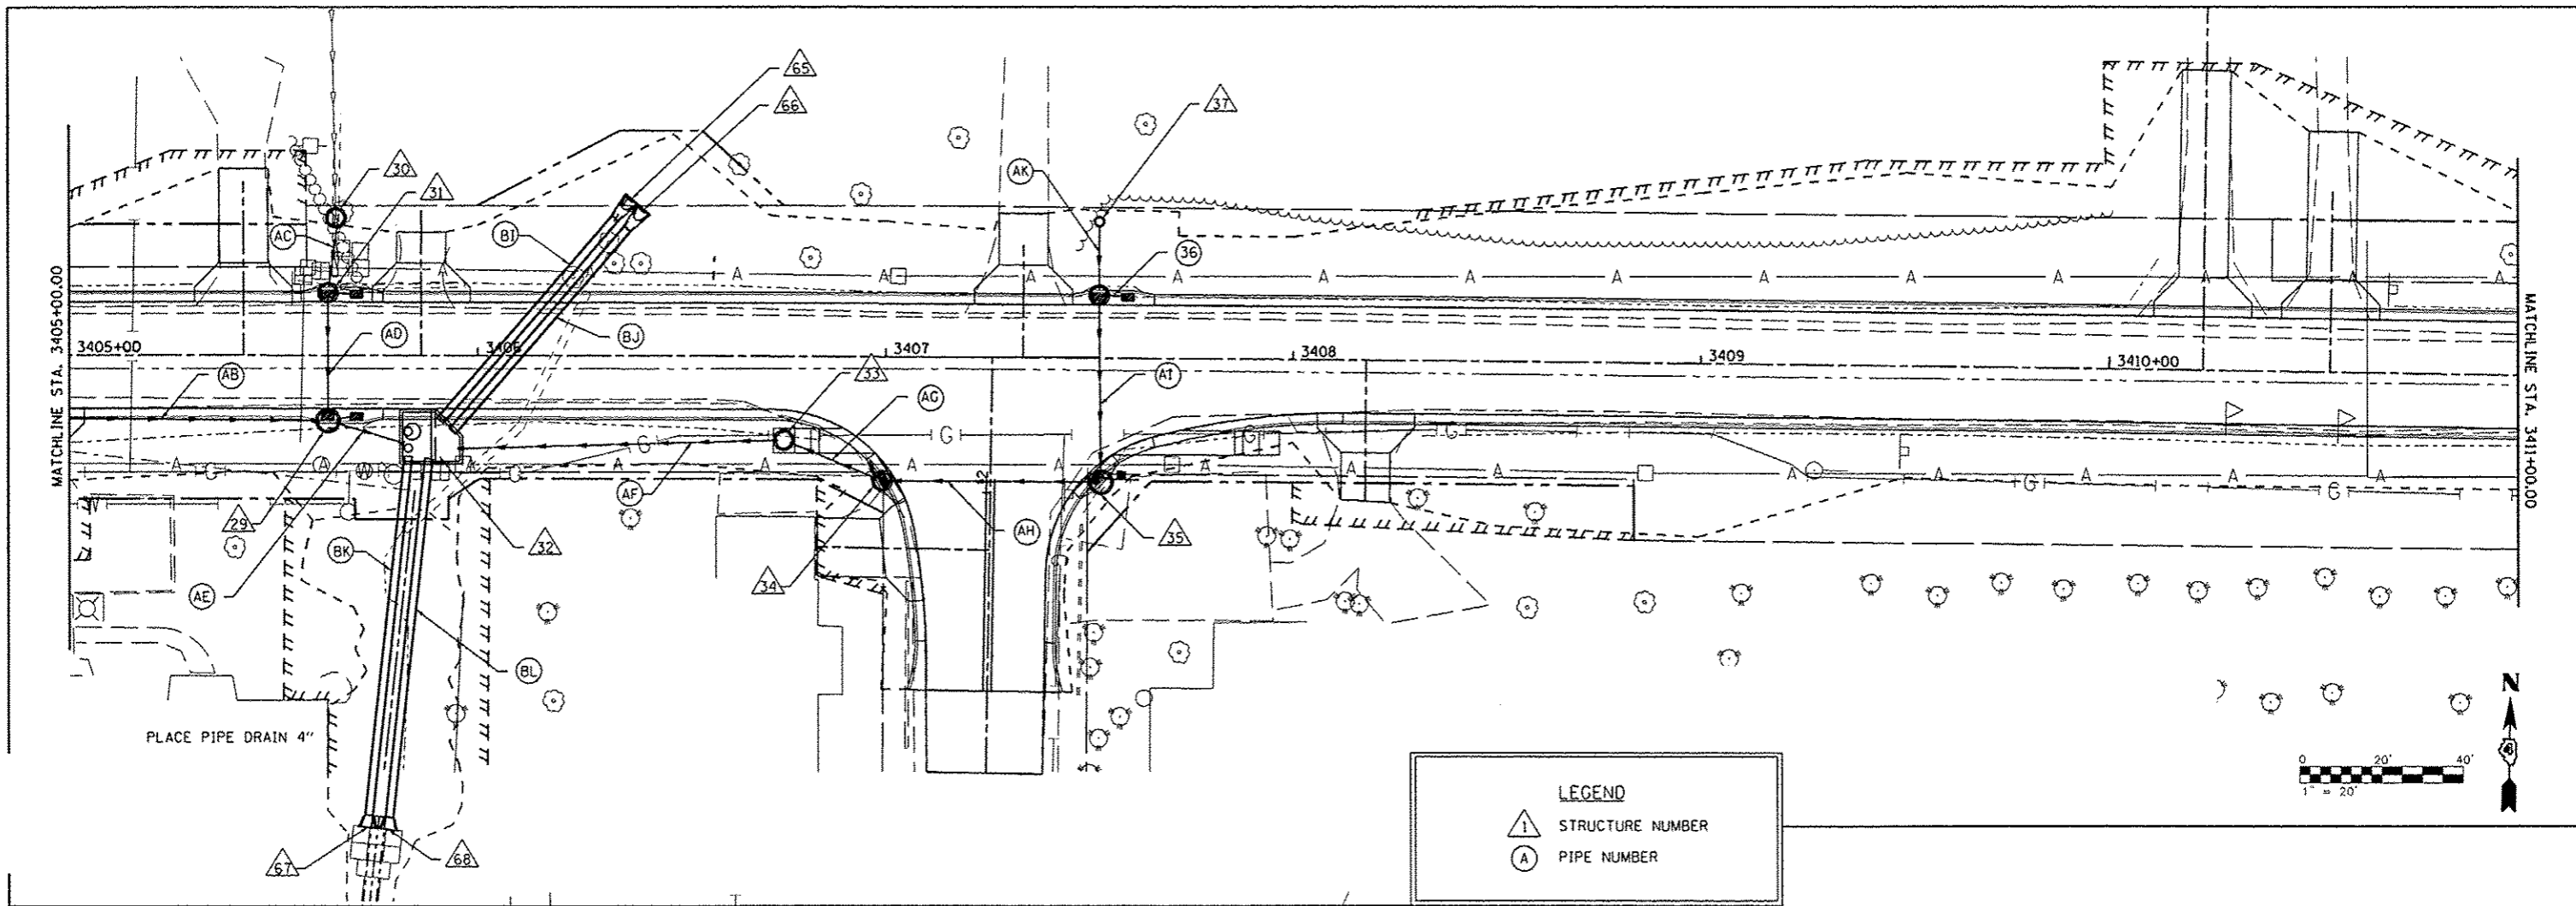 65
66
37
30
31
AK
AC
BI
36
A A A A A A A A A A A
BJ
MATCHLINE STA. 3405+00.00
MATCHLINE STA. 3411+00.00
3405+00
3406
3407
3408
3409
3410+00
AD
AB
33
AI
AG
G G G G
A G A W G A A A A A A A A A A
AF
G G
29
32
AH
35
BK
34
AE
BL
PLACE PIPE DRAIN 4"
N
0 20' 40'
1" = 20'
67
68
LEGEND
1 STRUCTURE NUMBER
A PIPE NUMBER